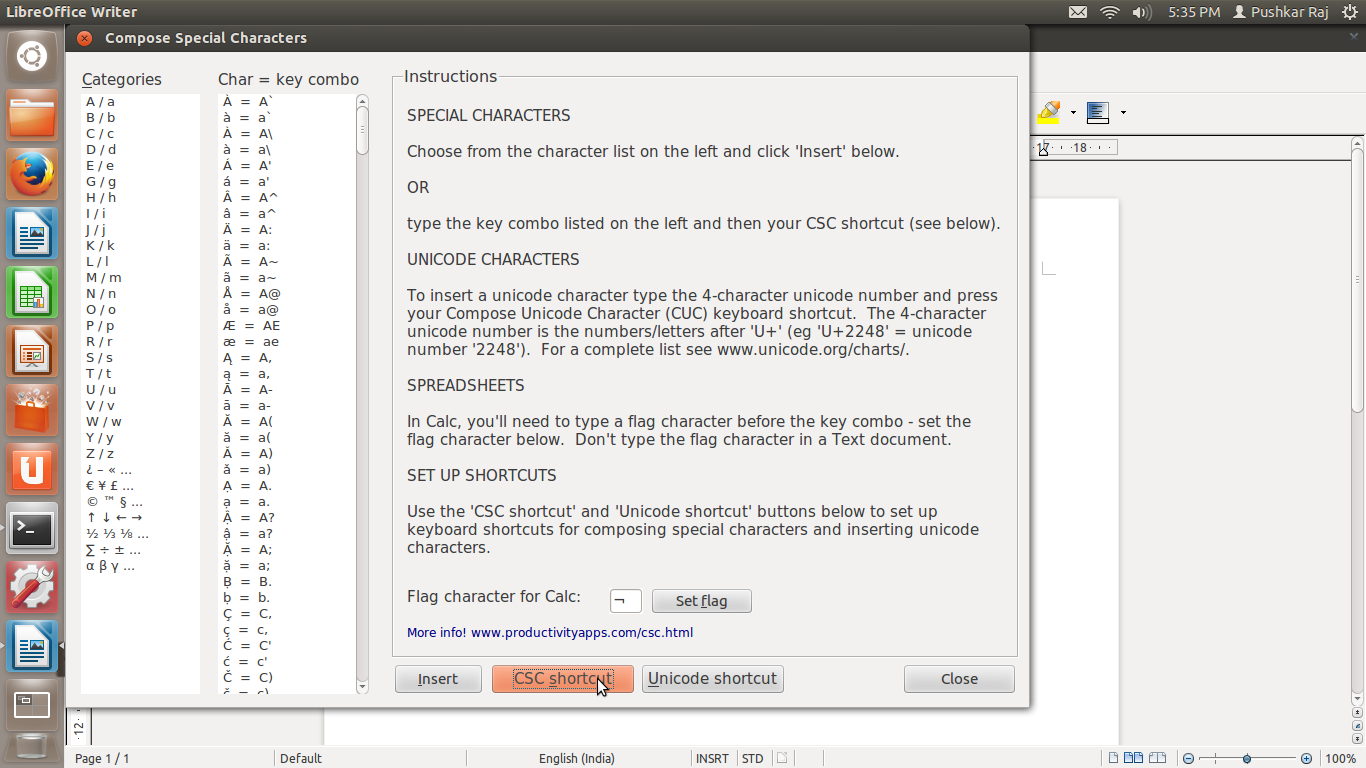 LibreOffice Writer
5:35 PM
Pushkar Raj
Compose Special Characters
Categories
A / a
B / b
C / c
D / d
E / e
G / g
H / h
I / i
J / j
K / k
L / l
M / m
N / n
O / o
P / p
R / r
S / s
T / t
U / u
V / v
W / w
Y / y
Z / z
¿ – « ...
€ ¥ £ ...
© ™ § ...
↑ ↓ ← →
½ ⅓ ⅛ ...
∑ ÷ ± ...
α β γ ...
Char = key combo
À = A`
à = a`
À = A\
à = a\
Á = A'
á = a'
Â = A^
â = a^
Ä = A:
ä = a:
Ã = A~
ã = a~
Å = A@
å = a@
Æ = AE
æ = ae
Ą = A,
ą = a,
Ā = A-
ā = a-
Ă = A(
ă = a(
Ǎ = A)
ǎ = a)
Ạ = A.
ạ = a.
Ậ = A?
ậ = a?
Ặ = A;
ặ = a;
Ḅ = B.
ḅ = b.
Ç = C,
ç = c,
Ć = C'
ć = c'
Č = C)
č = c)
Instructions
SPECIAL CHARACTERS
Choose from the character list on the left and click 'Insert' below.
OR
type the key combo listed on the left and then your CSC shortcut (see below).
UNICODE CHARACTERS
To insert a unicode character type the 4-character unicode number and press
your Compose Unicode Character (CUC) keyboard shortcut. The 4-character
unicode number is the numbers/letters after 'U+' (eg 'U+2248' = unicode
number '2248'). For a complete list see www.unicode.org/charts/.
SPREADSHEETS
In Calc, you'll need to type a flag character before the key combo - set the
flag character below. Don't type the flag character in a Text document.
SET UP SHORTCUTS
Use the 'CSC shortcut' and 'Unicode shortcut' buttons below to set up
keyboard shortcuts for composing special characters and inserting unicode
characters.
Flag character for Calc: ¬ Set flag
More info! www.productivityapps.com/csc.html
Insert CSC shortcut Unicode shortcut Close
17 18
12
Page 1 / 1 Default English (India) INSRT STD 100%